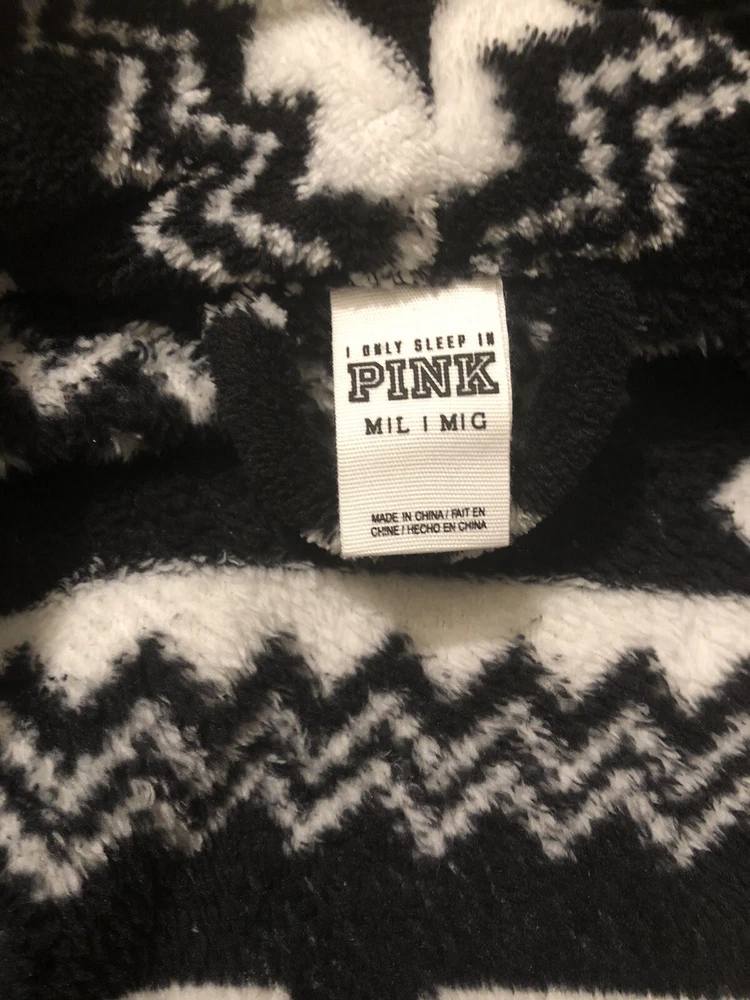 I ONLY SLEEP IN
PINK
M|L | M|G
MADE IN CHINA / FAIT EN
CHINE / HECHO EN CHINA